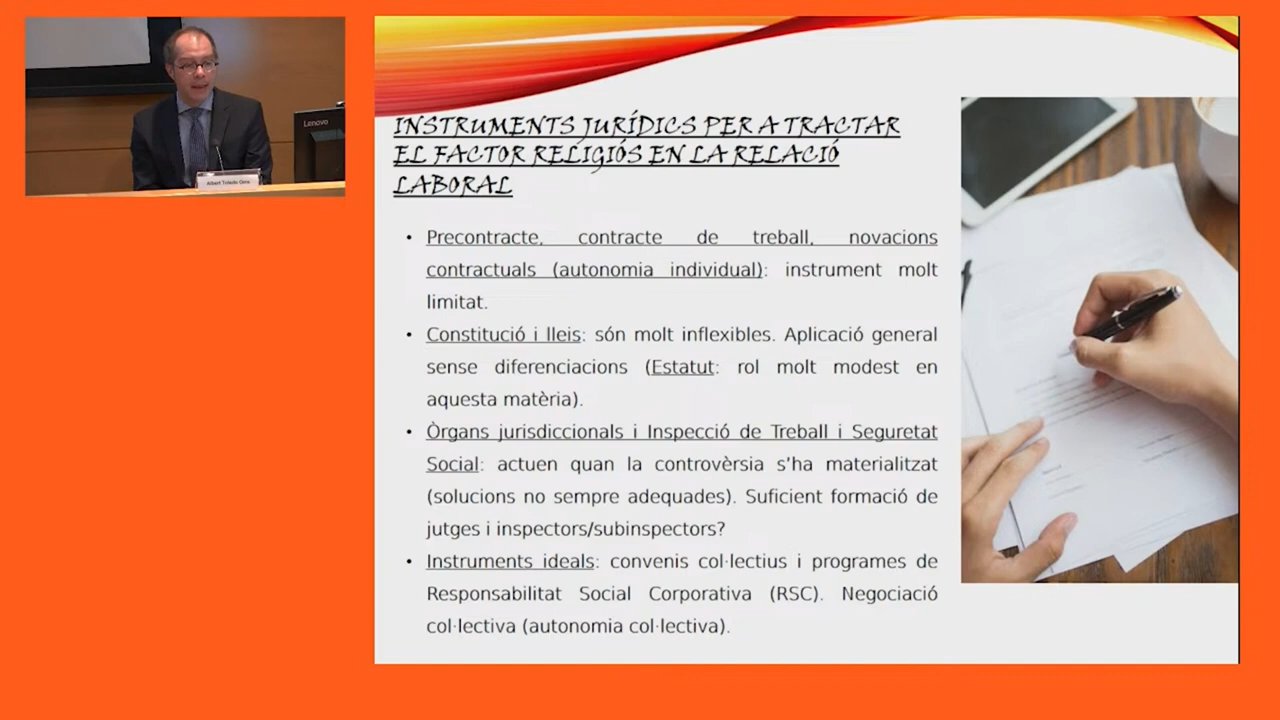 Lenovo
Albert Toledo Oms
INSTRUMENTS JURÍDICS PER A TRACTAR
EL FACTOR RELIGIÓS EN LA RELACIÓ
LABORAL
• Precontracte, contracte de treball, novacions
contractuals (autonomia individual): instrument molt
limitat.
• Constitució i lleis: són molt inflexibles. Aplicació general
sense diferenciacions (Estatut: rol molt modest en
aquesta matèria).
• Òrgans jurisdiccionals i Inspecció de Treball i Seguretat
Social: actuen quan la controvèrsia s'ha materialitzat
(solucions no sempre adequades). Suficient formació de
jutges i inspectors/subinspectors?
• Instruments ideals: convenis col·lectius i programes de
Responsabilitat Social Corporativa (RSC). Negociació
col·lectiva (autonomia col·lectiva).